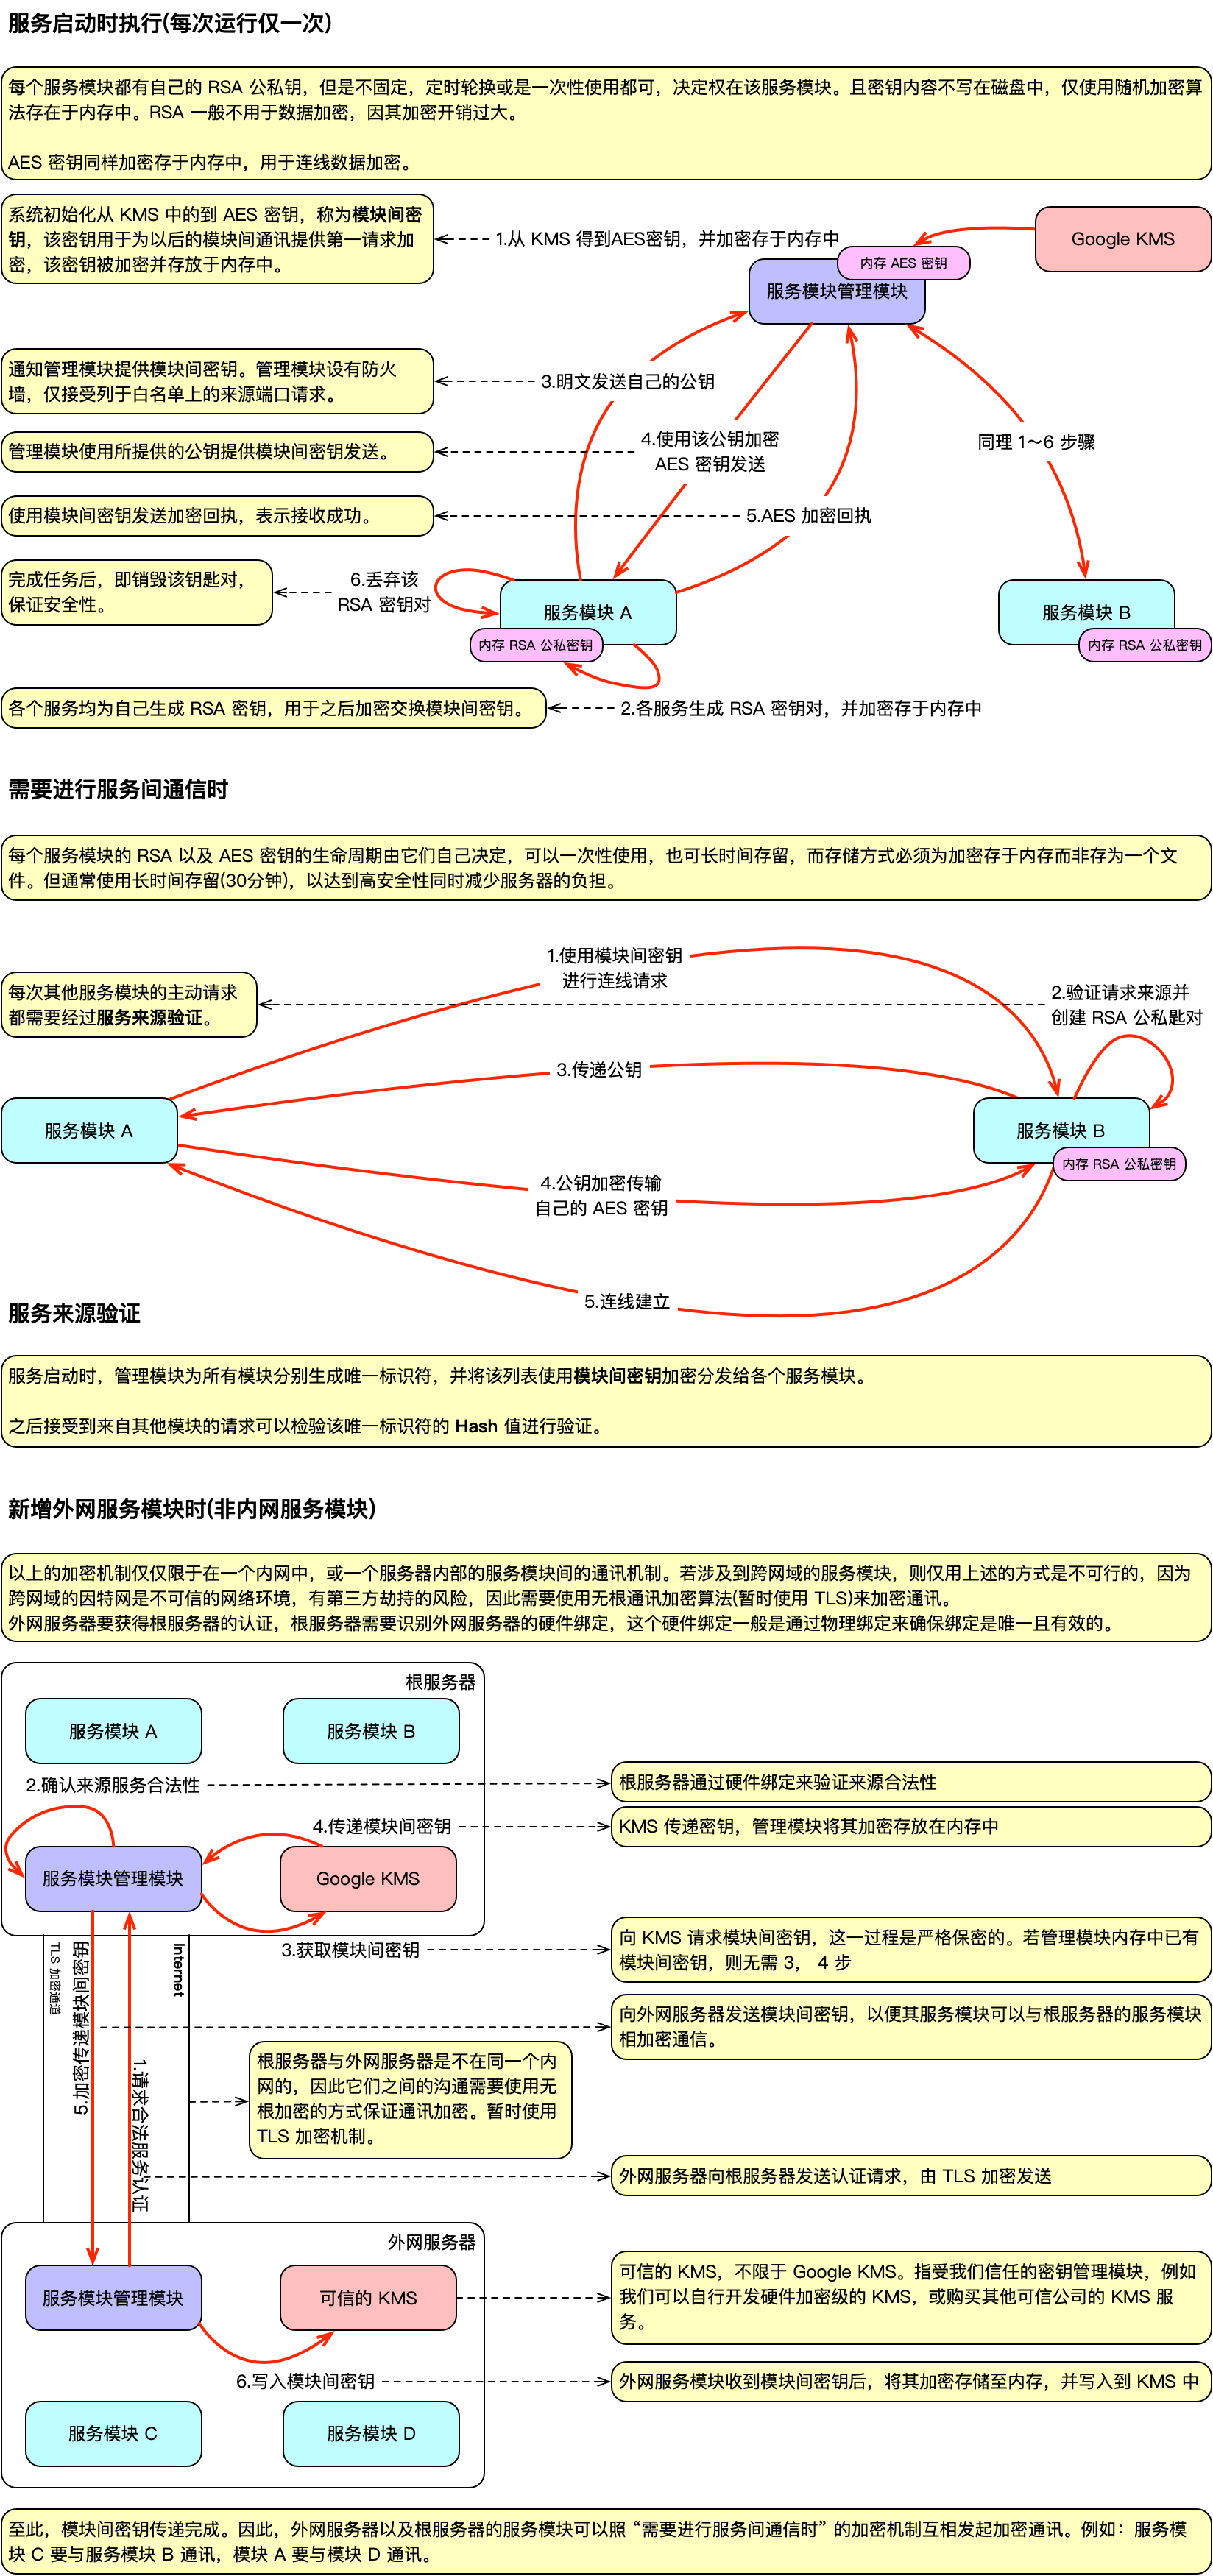 服务启动时执行(每次运行仅一次)
每个服务模块都有自己的 RSA 公私钥，但是不固定，定时轮换或是一次性使用都可，决定权在该服务模块。且密钥内容不写在磁盘中，仅使用随机加密算
法存在于内存中。RSA 一般不用于数据加密，因其加密开销过大。
AES 密钥同样加密存于内存中，用于连线数据加密。
系统初始化从 KMS 中的到 AES 密钥，称为模块间密
钥，该密钥用于为以后的模块间通讯提供第一请求加
密，该密钥被加密并存放于内存中。
1.从 KMS 得到AES密钥，并加密存于内存中
Google KMS
内存 AES 密钥
服务模块管理模块
通知管理模块提供模块间密钥。管理模块设有防火
墙，仅接受列于白名单上的来源端口请求。
3.明文发送自己的公钥
管理模块使用所提供的公钥提供模块间密钥发送。
4.使用该公钥加密
AES 密钥发送
同理 1～6 步骤
使用模块间密钥发送加密回执，表示接收成功。
5.AES 加密回执
完成任务后，即销毁该钥匙对，
保证安全性。
6.丢弃该
RSA 密钥对
服务模块 A
内存 RSA 公私密钥
服务模块 B
内存 RSA 公私密钥
各个服务均为自己生成 RSA 密钥，用于之后加密交换模块间密钥。
2.各服务生成 RSA 密钥对，并加密存于内存中
需要进行服务间通信时
每个服务模块的 RSA 以及 AES 密钥的生命周期由它们自己决定，可以一次性使用，也可长时间存留，而存储方式必须为加密存于内存而非存为一个文
件。但通常使用长时间存留(30分钟)，以达到高安全性同时减少服务器的负担。
1.使用模块间密钥
进行连线请求
每次其他服务模块的主动请求
都需要经过服务来源验证。
2.验证请求来源并
创建 RSA 公私匙对
3.传递公钥
服务模块 A
服务模块 B
内存 RSA 公私密钥
4.公钥加密传输
自己的 AES 密钥
5.连线建立
服务来源验证
服务启动时，管理模块为所有模块分别生成唯一标识符，并将该列表使用模块间密钥加密分发给各个服务模块。
之后接受到来自其他模块的请求可以检验该唯一标识符的 Hash 值进行验证。
新增外网服务模块时(非内网服务模块)
以上的加密机制仅仅限于在一个内网中，或一个服务器内部的服务模块间的通讯机制。若涉及到跨网域的服务模块，则仅用上述的方式是不可行的，因为
跨网域的因特网是不可信的网络环境，有第三方劫持的风险，因此需要使用无根通讯加密算法(暂时使用 TLS)来加密通讯。
外网服务器要获得根服务器的认证，根服务器需要识别外网服务器的硬件绑定，这个硬件绑定一般是通过物理绑定来确保绑定是唯一且有效的。
根服务器
服务模块 A
服务模块 B
2.确认来源服务合法性
根服务器通过硬件绑定来验证来源合法性
4.传递模块间密钥
KMS 传递密钥，管理模块将其加密存放在内存中
服务模块管理模块
Google KMS
3.获取模块间密钥
向 KMS 请求模块间密钥，这一过程是严格保密的。若管理模块内存中已有
模块间密钥，则无需 3， 4 步
TLS 加密通道
5.加密传递模块间密钥
Internet
向外网服务器发送模块间密钥，以便其服务模块可以与根服务器的服务模块
相加密通信。
1.请求合法服务认证
根服务器与外网服务器是不在同一个内
网的，因此它们之间的沟通需要使用无
根加密的方式保证通讯加密。暂时使用
TLS 加密机制。
外网服务器向根服务器发送认证请求，由 TLS 加密发送
外网服务器
服务模块管理模块
可信的 KMS
可信的 KMS，不限于 Google KMS。指受我们信任的密钥管理模块，例如
我们可以自行开发硬件加密级的 KMS，或购买其他可信公司的 KMS 服
务。
6.写入模块间密钥
外网服务模块收到模块间密钥后，将其加密存储至内存，并写入到 KMS 中
服务模块 C
服务模块 D
至此，模块间密钥传递完成。因此，外网服务器以及根服务器的服务模块可以照 “需要进行服务间通信时” 的加密机制互相发起加密通讯。例如：服务模
块 C 要与服务模块 B 通讯，模块 A 要与模块 D 通讯。